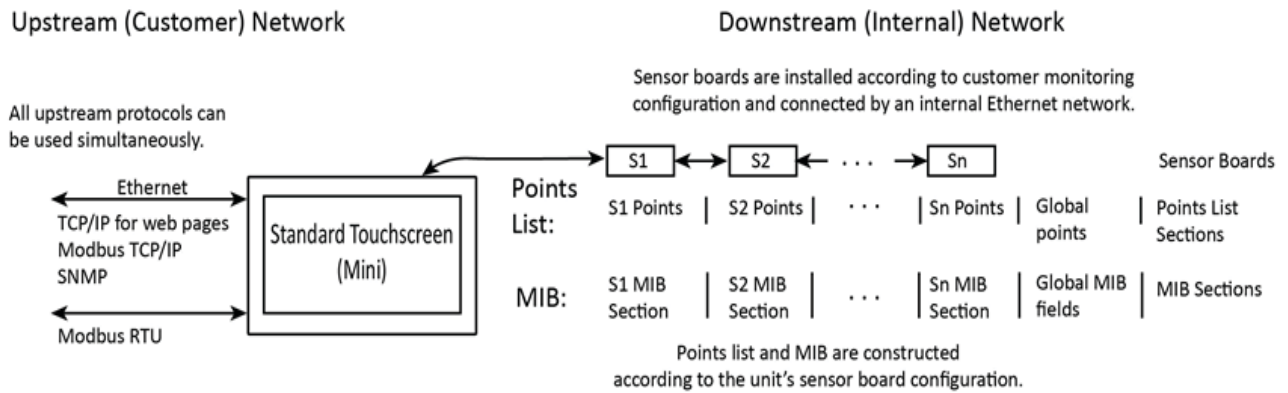 Upstream (Customer) Network
Downstream (Internal) Network
Sensor boards are installed according to customer monitoring
configuration and connected by an internal Ethernet network.
All upstream protocols can
be used simultaneously.
Ethernet
TCP/IP for web pages
Modbus TCP/IP
SNMP
Modbus RTU
Standard Touchscreen
(Mini)
S1 S2 . . . Sn Sensor Boards
Points
List:
S1 Points | S2 Points | . . . | Sn Points | Global
points | Points List
Sections
MIB:
S1 MIB
Section | S2 MIB
Section | . . . | Sn MIB
Section | Global MIB
fields | MIB Sections
Points list and MIB are constructed
according to the unit's sensor board configuration.